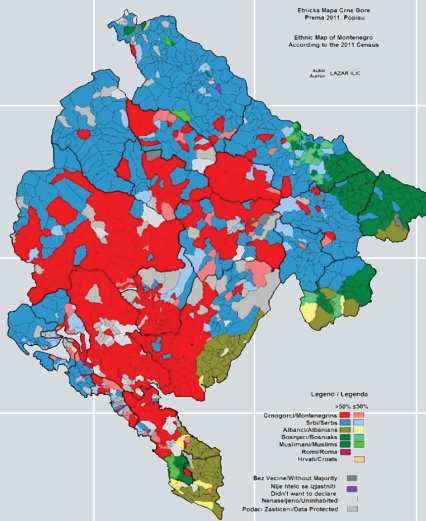 Etnicka Mapa Crne Gore
Prema 2011. Popisu
Ethnic Map of Montenegro
According to the 2011 Census
Autor
Author LAZAR ILIC
Legend / Legenda
>50% ≤50%
Crnogorci/Montenegrins
Srbi/Serbs
Albanci/Albanians
Bosnjaci/Bosniaks
Muslimani/Muslims
Romi/Roma
Hrvati/Croats
Bez Vecine/Without Majority
Nije htelo se izjastniti
Didn't want to declare
Nenaseljeno/Uninhabited
Podaci Zasticeni/Data Protected